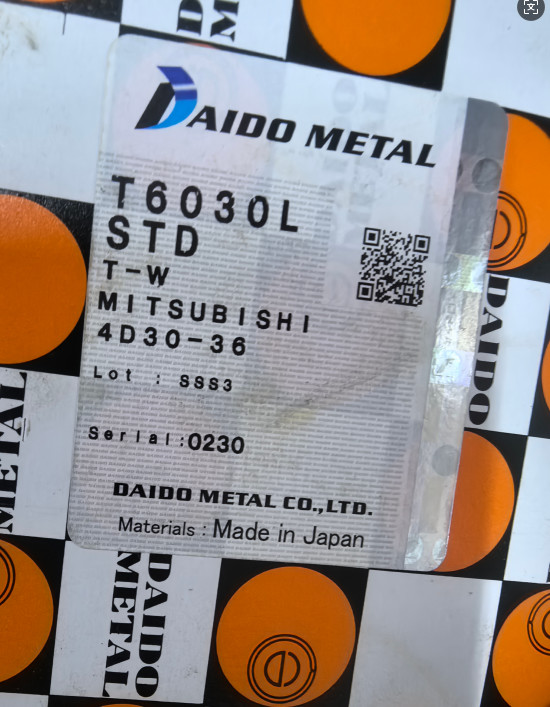 DAIDO METAL
T6030L
STD
T-W
MITSUBISHI
4D30-36
Lot : SSS3
Serial:0230
DAIDO METAL CO.,LTD.
Materials : Made in Japan
DAIDO
METAL
DAIDO
METAL